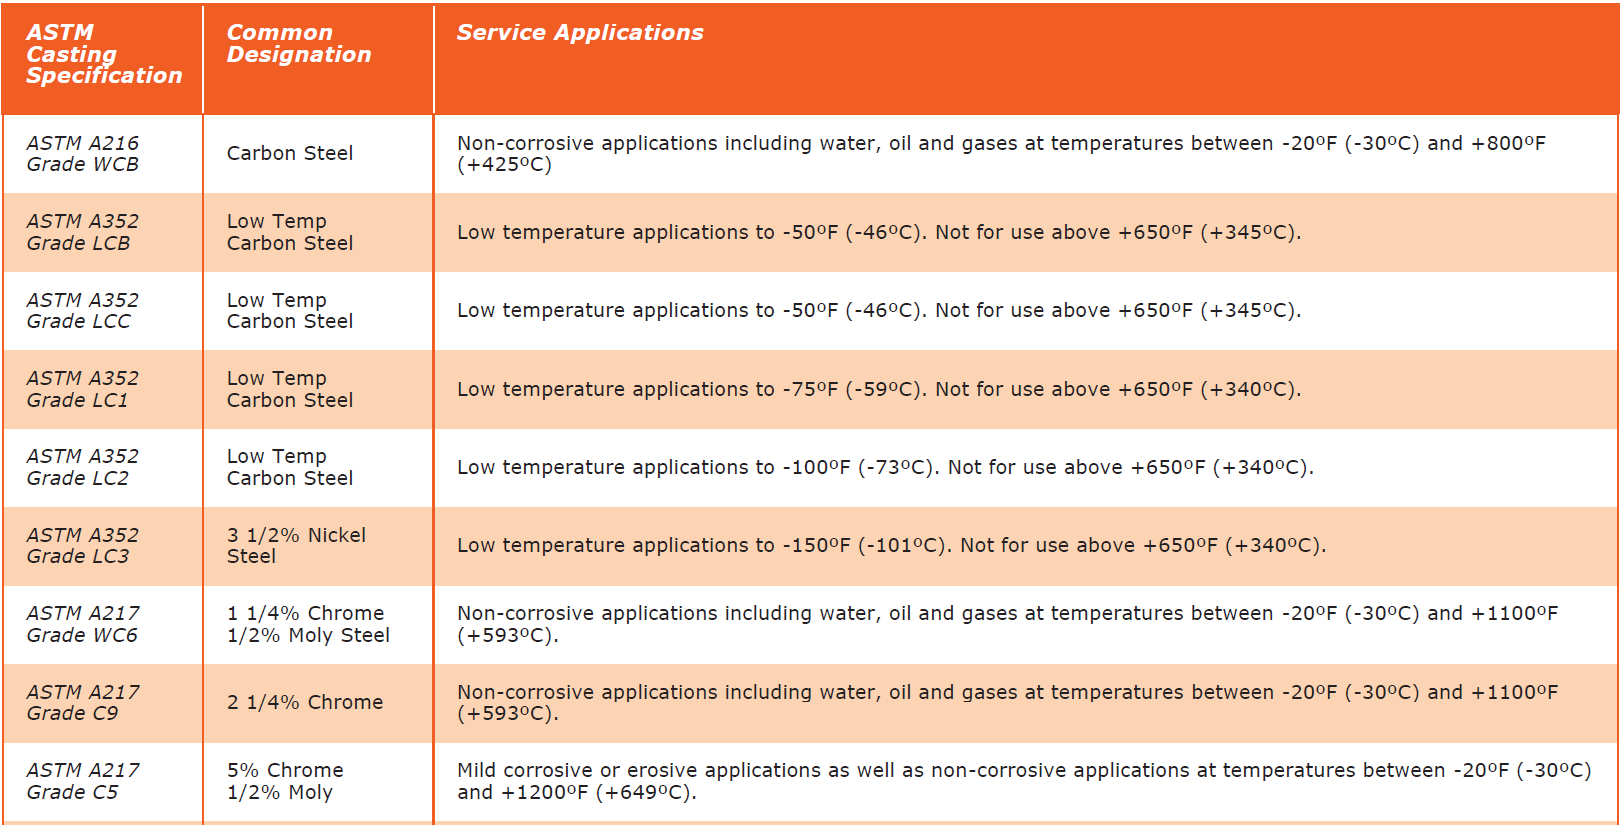 ASTM
Casting
Specification
Common
Designation
Service Applications
ASTM A216
Grade WCB
Carbon Steel
Non-corrosive applications including water, oil and gases at temperatures between -20ºF (-30ºC) and +800ºF
(+425ºC)
ASTM A352
Grade LCB
Low Temp
Carbon Steel
Low temperature applications to -50ºF (-46ºC). Not for use above +650ºF (+345ºC).
ASTM A352
Grade LCC
Low Temp
Carbon Steel
Low temperature applications to -50ºF (-46ºC). Not for use above +650ºF (+345ºC).
ASTM A352
Grade LC1
Low Temp
Carbon Steel
Low temperature applications to -75ºF (-59ºC). Not for use above +650ºF (+340ºC).
ASTM A352
Grade LC2
Low Temp
Carbon Steel
Low temperature applications to -100ºF (-73ºC). Not for use above +650ºF (+340ºC).
ASTM A352
Grade LC3
3 1/2% Nickel
Steel
Low temperature applications to -150ºF (-101ºC). Not for use above +650ºF (+340ºC).
ASTM A217
Grade WC6
1 1/4% Chrome
1/2% Moly Steel
Non-corrosive applications including water, oil and gases at temperatures between -20ºF (-30ºC) and +1100ºF
(+593ºC).
ASTM A217
Grade C9
2 1/4% Chrome
Non-corrosive applications including water, oil and gases at temperatures between -20ºF (-30ºC) and +1100ºF
(+593ºC).
ASTM A217
Grade C5
5% Chrome
1/2% Moly
Mild corrosive or erosive applications as well as non-corrosive applications at temperatures between -20ºF (-30ºC)
and +1200ºF (+649ºC).